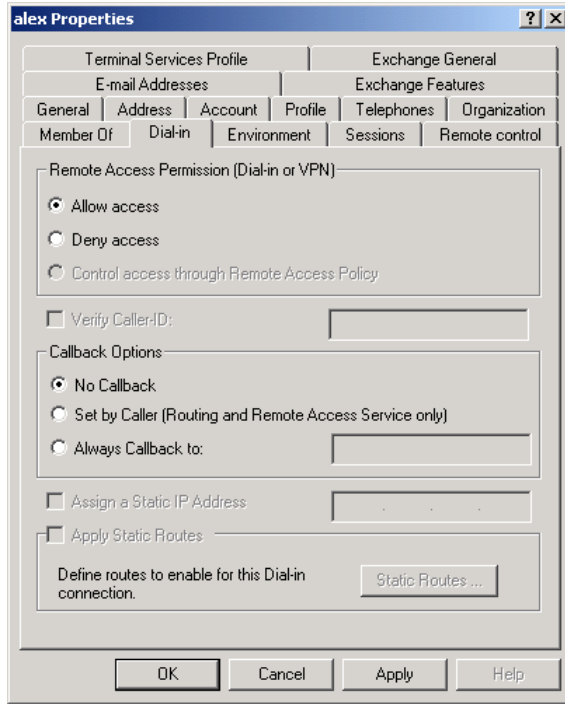 alex Properties
Terminal Services Profile Exchange General
E-mail Addresses Exchange Features
General Address Account Profile Telephones Organization
Member Of Dial-in Environment Sessions Remote control
Remote Access Permission (Dial-in or VPN)
Allow access
Deny access
Control access through Remote Access Policy
Verify Caller-ID:
Callback Options
No Callback
Set by Caller (Routing and Remote Access Service only)
Always Callback to:
Assign a Static IP Address . . .
Apply Static Routes
Define routes to enable for this Dial-in
connection.
Static Routes ...
OK Cancel Apply Help